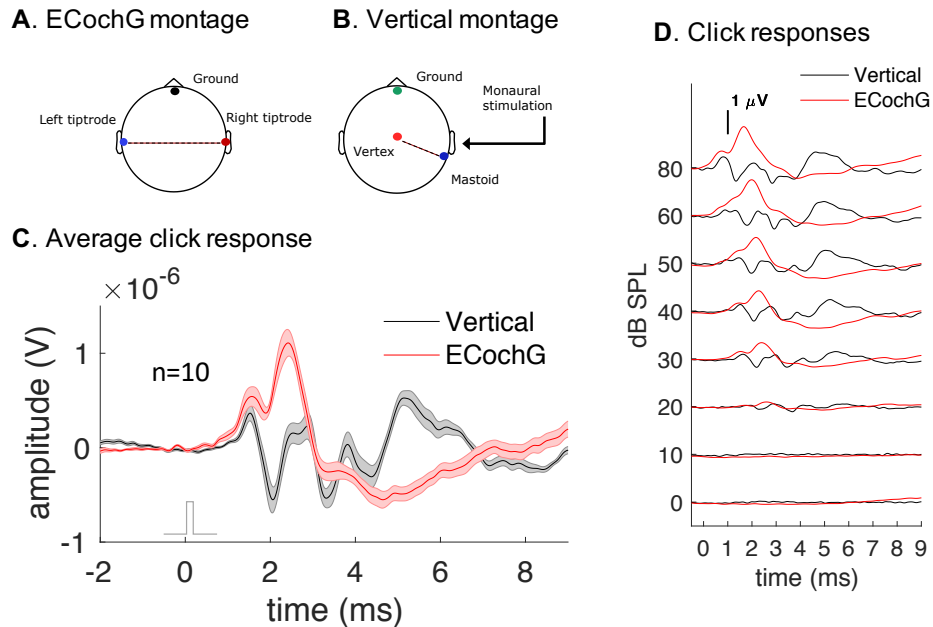 A. ECochG montage
Ground
Left tiptrode
Right tiptrode
B. Vertical montage
Ground
Monaural
stimulation
Vertex
Mastoid
C. Average click response
× 10⁻⁶
Vertical
ECochG
n=10
amplitude (V)
1
0
-1
-2
0
2
4
6
8
time (ms)
D. Click responses
Vertical
ECochG
1 μV
dB SPL
80
60
50
40
30
20
10
0
0 1 2 3 4 5 6 7 8 9
time (ms)